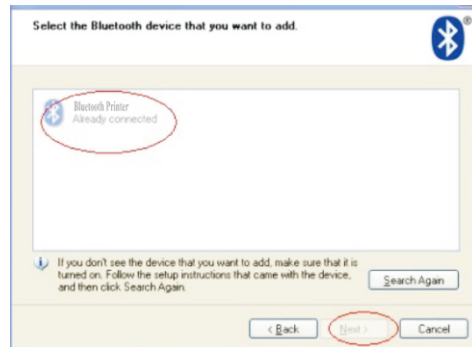 Select the Bluetooth device that you want to add.
®
Bluetooth Printer
Already connected
If you don't see the device that you want to add, make sure that it is
turned on. Follow the setup instructions that came with the device,
and then click Search Again.
Search Again
< Back
Next >
Cancel